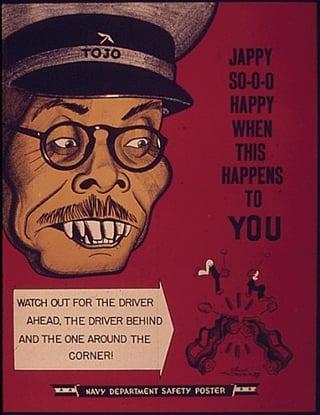 TOJO
JAPPY
SO-O-O
HAPPY
WHEN
THIS
HAPPENS
TO
YOU
WATCH OUT FOR THE DRIVER
AHEAD, THE DRIVER BEHIND
AND THE ONE AROUND THE
CORNER!
NAVY DEPARTMENT SAFETY POSTER